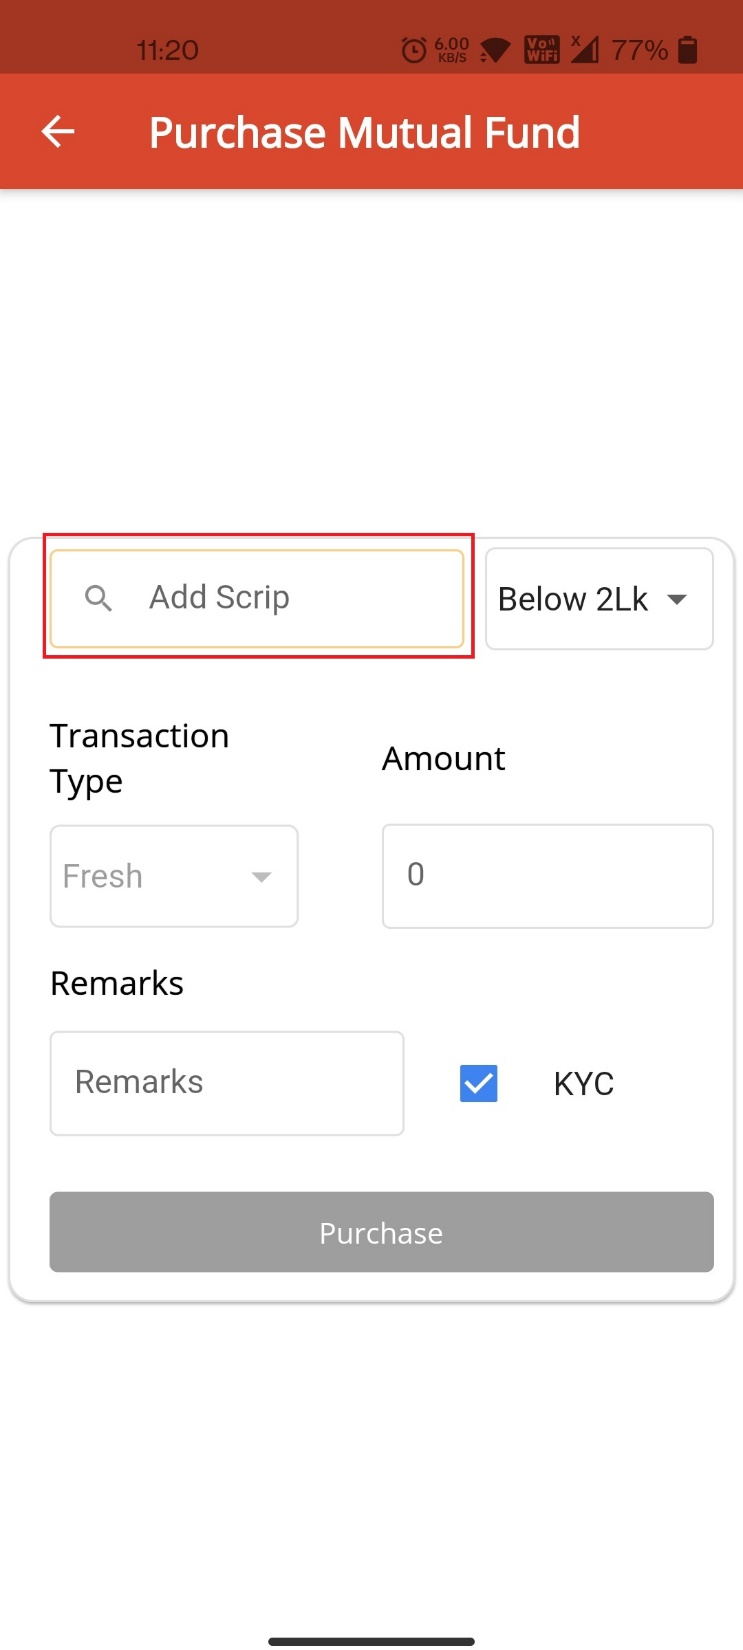 11:20 6.00 KB/S Vo WiFi X 77%
Purchase Mutual Fund
Add Scrip Below 2Lk
Transaction
Type
Amount
Fresh 0
Remarks
Remarks KYC
Purchase